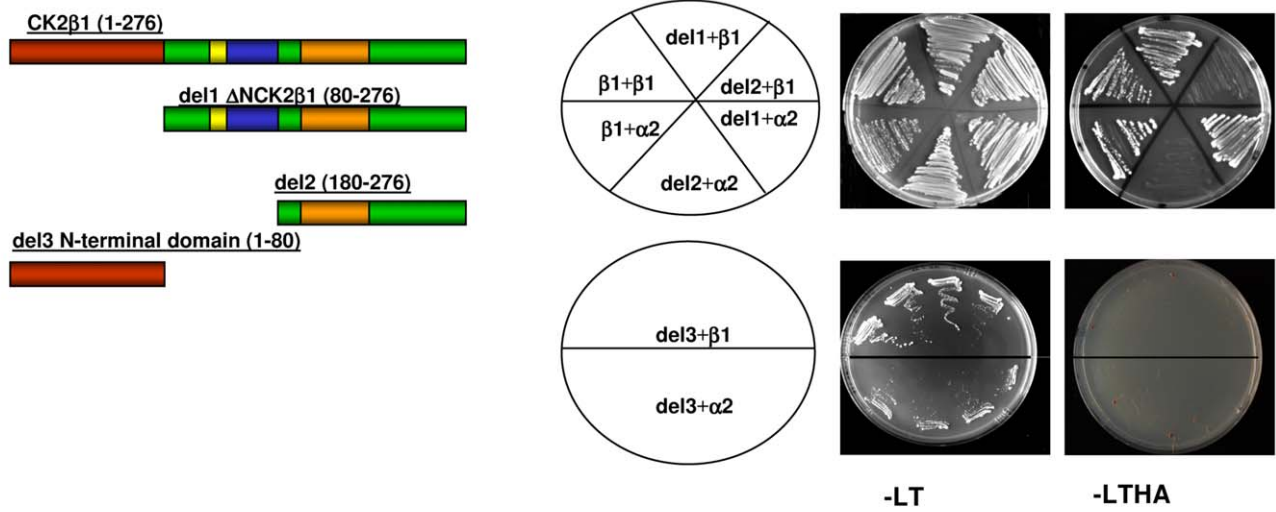 CK2β1 (1-276)
del1 ΔNCK2β1 (80-276)
del2 (180-276)
del3 N-terminal domain (1-80)
del1+β1
β1+β1
del2+β1
β1+α2
del1+α2
del2+α2
del3+β1
del3+α2
-LT
-LTHA